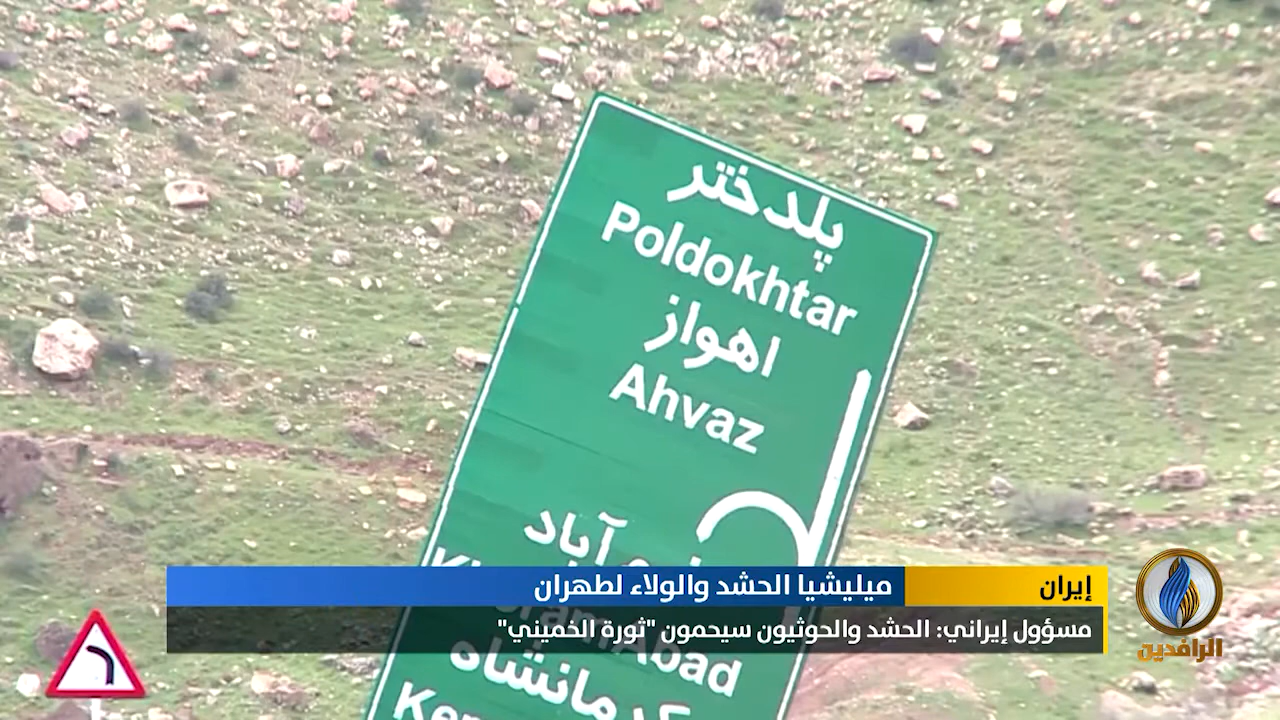 پلدختر
Poldokhtar
اهواز
Ahvaz
آباد
Abad
کرمانشاه
إيران
ميليشيا الحشد والولاء لطهران
مسؤول إيراني: الحشد والحوثيون سيحمون "ثورة الخميني"
الرافدين